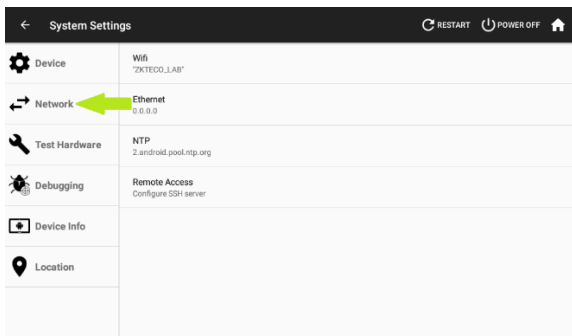 System Settings
RESTART
POWER OFF
Device
Network
Test Hardware
Debugging
Device Info
Location
Wifi
"ZKTECO_LAB"
Ethernet
0.0.0.0
NTP
2.android.pool.ntp.org
Remote Access
Configure SSH server